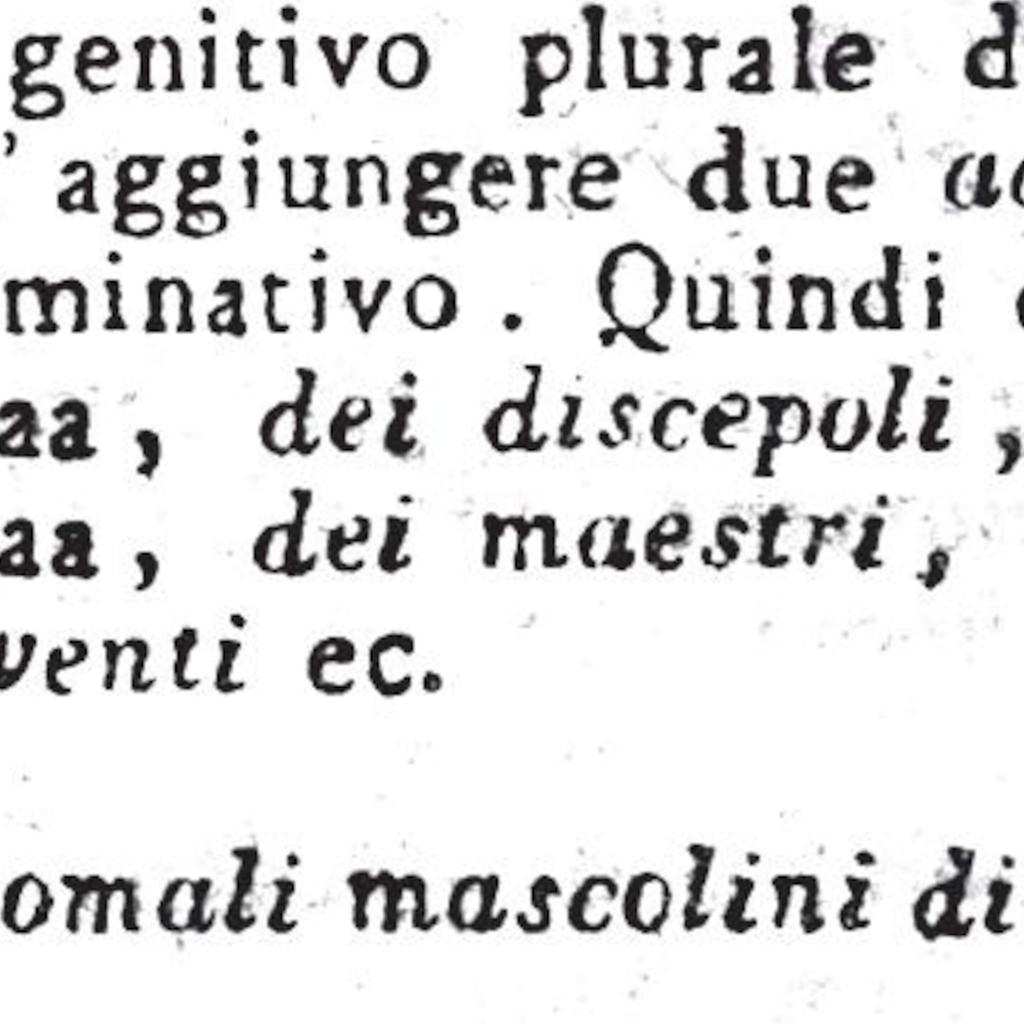 genitivo plurale d
' aggiungere due a
minativo . Quindi
aa , dei discepoli ,
aa , dei maestri ,
venti ec.
omali mascolini di